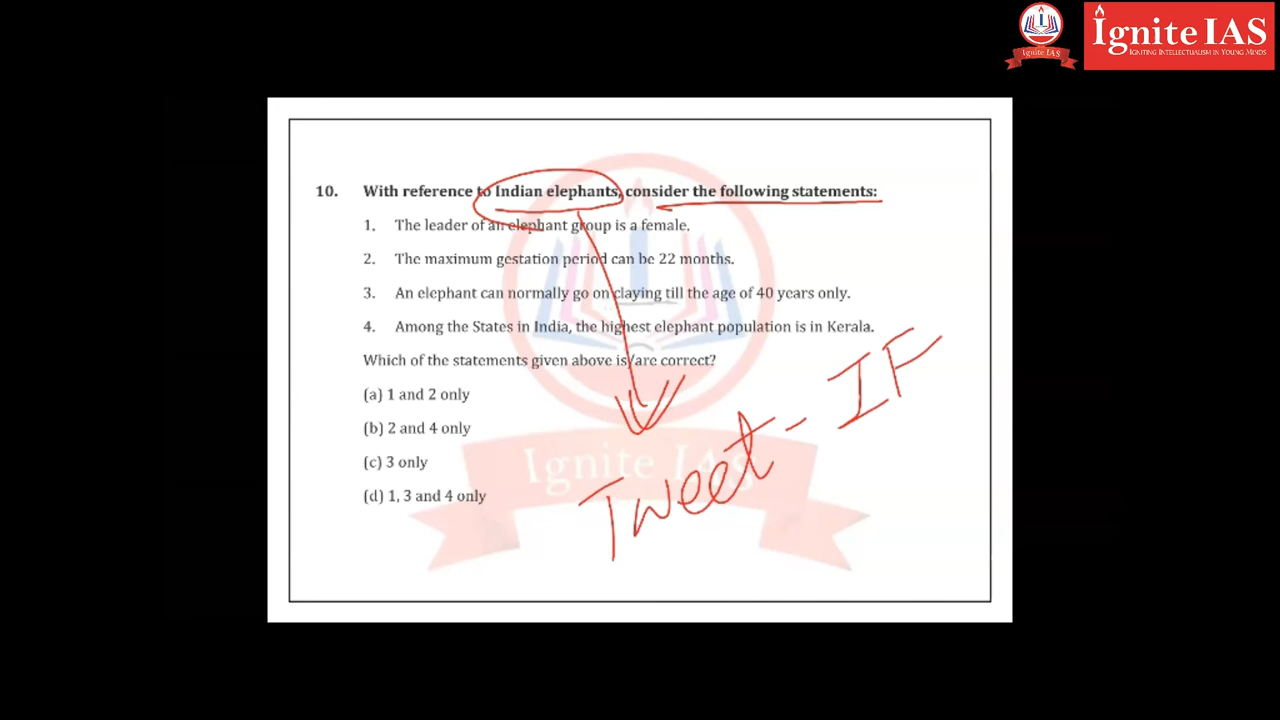 Ignite IAS
Ignite IAS
IGNITING INTELLECTUALISM IN YOUNG MINDS
10. With reference to Indian elephants, consider the following statements:
1. The leader of an elephant group is a female.
2. The maximum gestation period can be 22 months.
3. An elephant can normally go on claying till the age of 40 years only.
4. Among the States in India, the highest elephant population is in Kerala.
Which of the statements given above is/are correct?
(a) 1 and 2 only
(b) 2 and 4 only
(c) 3 only
(d) 1, 3 and 4 only
Ignite IAS
Tweet - IF